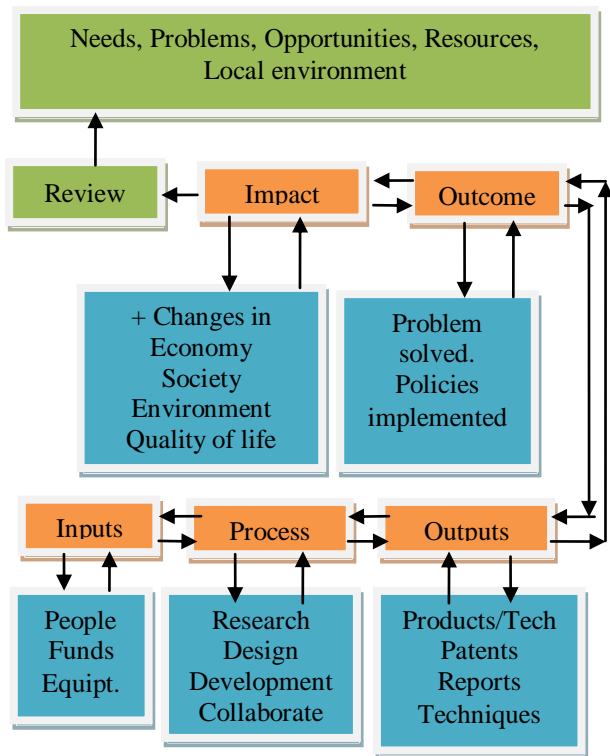 Needs, Problems, Opportunities, Resources,
Local environment
Review
Impact
Outcome
+ Changes in
Economy
Society
Environment
Quality of life
Problem
solved.
Policies
implemented
Inputs
Process
Outputs
People
Funds
Equipt.
Research
Design
Development
Collaborate
Products/Tech
Patents
Reports
Techniques